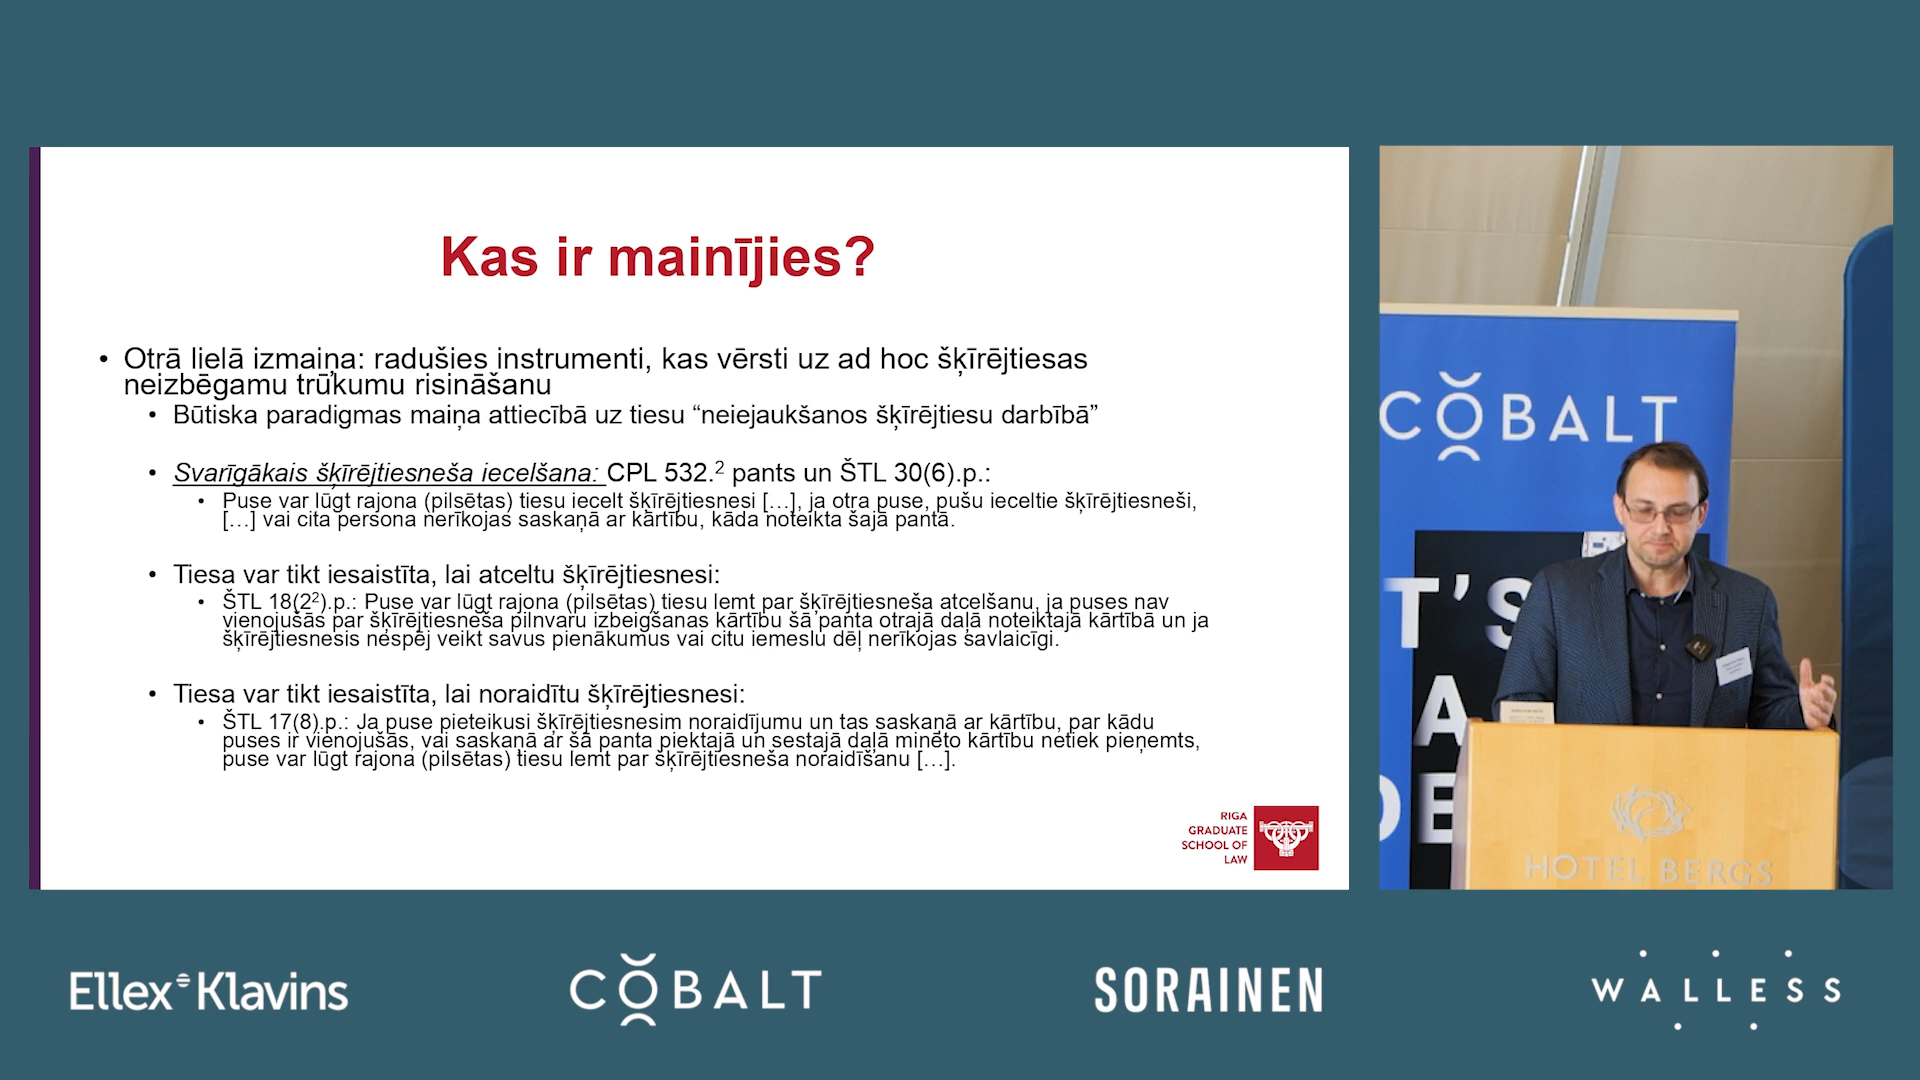 Kas ir mainījies?
• Otrā lielā izmaiņa: radušies instrumenti, kas vērsti uz ad hoc šķīrējtiesas
neizbēgamu trūkumu risināšanu
• Būtiska paradigmas maiņa attiecībā uz tiesu “neiejaukšanos šķīrējtiesu darbībā”
• Svarīgākais šķīrējtiesneša iecelšana: CPL 532.² pants un ŠTL 30(6).p.:
• Puse var lūgt rajona (pilsētas) tiesu iecelt šķīrējtiesnesi […], ja otra puse, pušu ieceltie šķīrējtiesneši,
[…] vai cita persona nerīkojas saskaņā ar kārtību, kāda noteikta šajā pantā.
• Tiesa var tikt iesaistīta, lai atceltu šķīrējtiesnesi:
• ŠTL 18(2²).p.: Puse var lūgt rajona (pilsētas) tiesu lemt par šķīrējtiesneša atcelšanu, ja puses nav
vienojušās par šķīrējtiesneša pilnvaru izbeigšanas kārtību šā panta otrajā daļā noteiktajā kārtībā un ja
šķīrējtiesnesis nespēj veikt savus pienākumus vai citu iemeslu dēļ nerīkojas savlaicīgi.
• Tiesa var tikt iesaistīta, lai noraidītu šķīrējtiesnesi:
• ŠTL 17(8).p.: Ja puse pieteikusi šķīrējtiesnesim noraidījumu un tas saskaņā ar kārtību, par kādu
puses ir vienojušās, vai saskaņā ar šā panta piektajā un sestajā daļā minēto kārtību netiek pieņemts,
puse var lūgt rajona (pilsētas) tiesu lemt par šķīrējtiesneša noraidīšanu […].
RIGA
GRADUATE
SCHOOL OF
LAW
COBALT
T’S
A
DE
HOTEL BERGS
Ellex Klavins
COBALT
SORAINEN
WALLESS